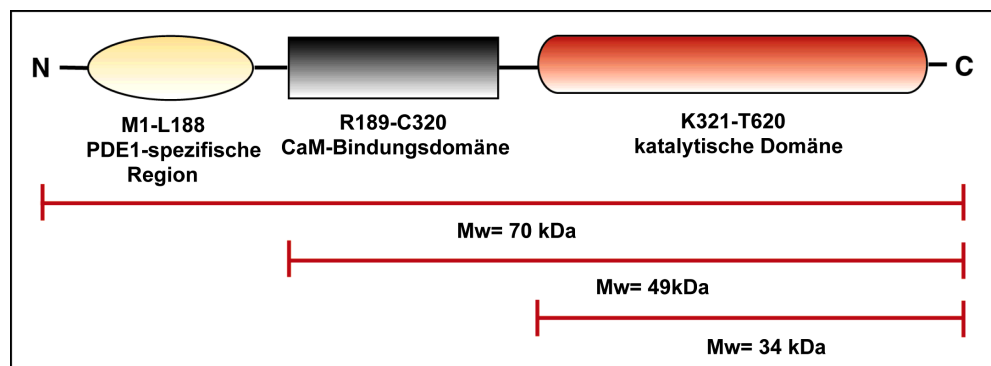 N
C
M1-L188
PDE1-spezifische
Region
R189-C320
CaM-Bindungsdomäne
K321-T620
katalytische Domäne
Mw= 70 kDa
Mw= 49kDa
Mw= 34 kDa